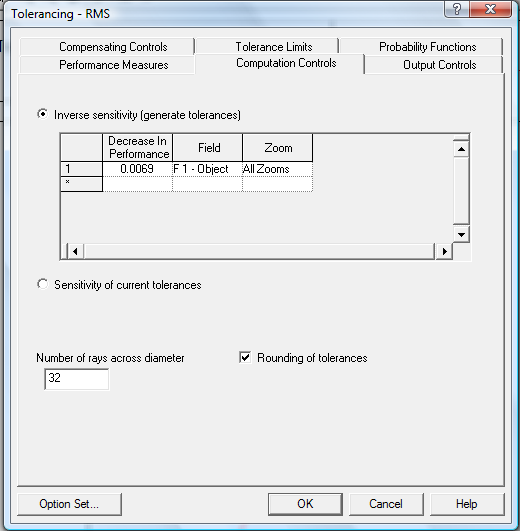 Tolerancing - RMS
Compensating Controls Tolerance Limits Probability Functions
Performance Measures Computation Controls Output Controls
Inverse sensitivity (generate tolerances)
Decrease In
Performance Field Zoom
1 0.0069 F 1 - Object All Zooms
*
Sensitivity of current tolerances
Number of rays across diameter Rounding of tolerances
32
Option Set... OK Cancel Help